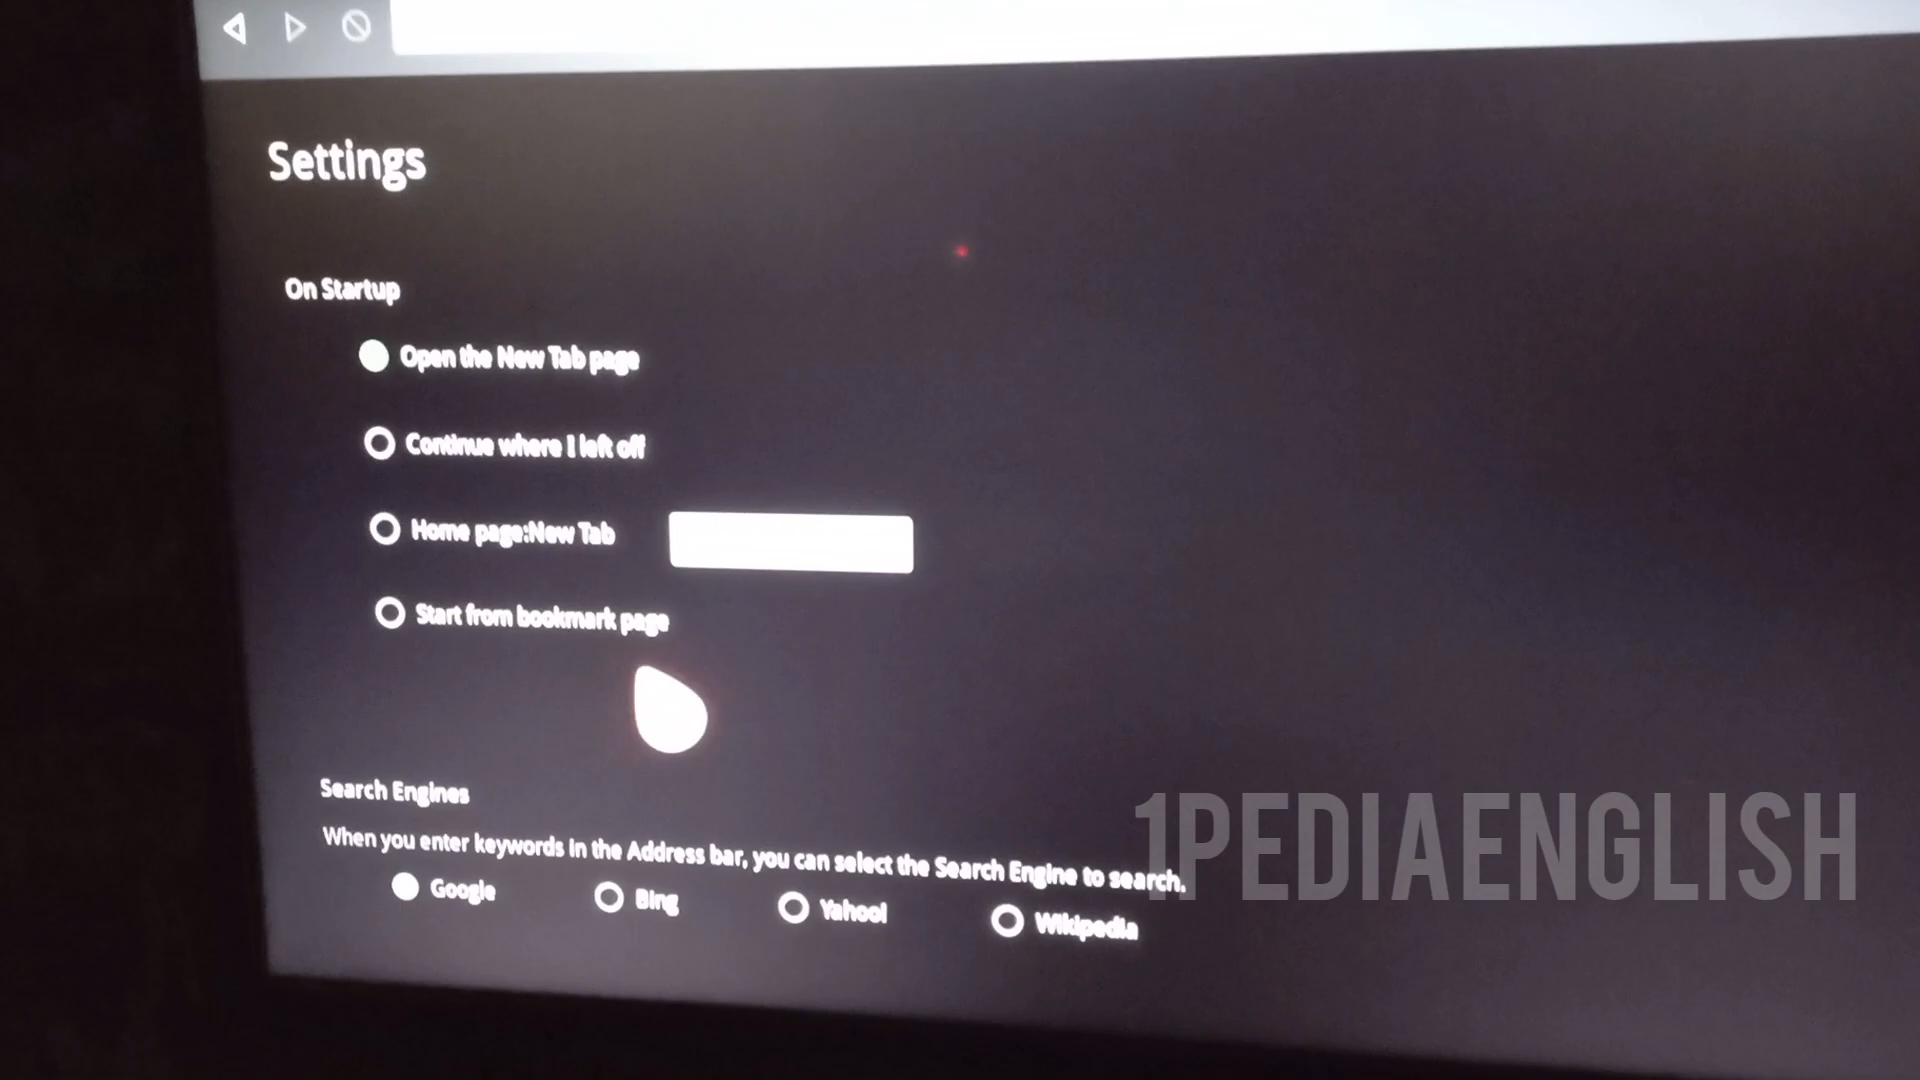 Settings
On Startup
Open the New Tab page
Continue where I left off
Home page:New Tab
Start from bookmark page
Search Engines
When you enter keywords in the Address bar, you can select the Search Engine to search.
Google Bing Yahoo! Wikipedia
1PEDIAENGLISH